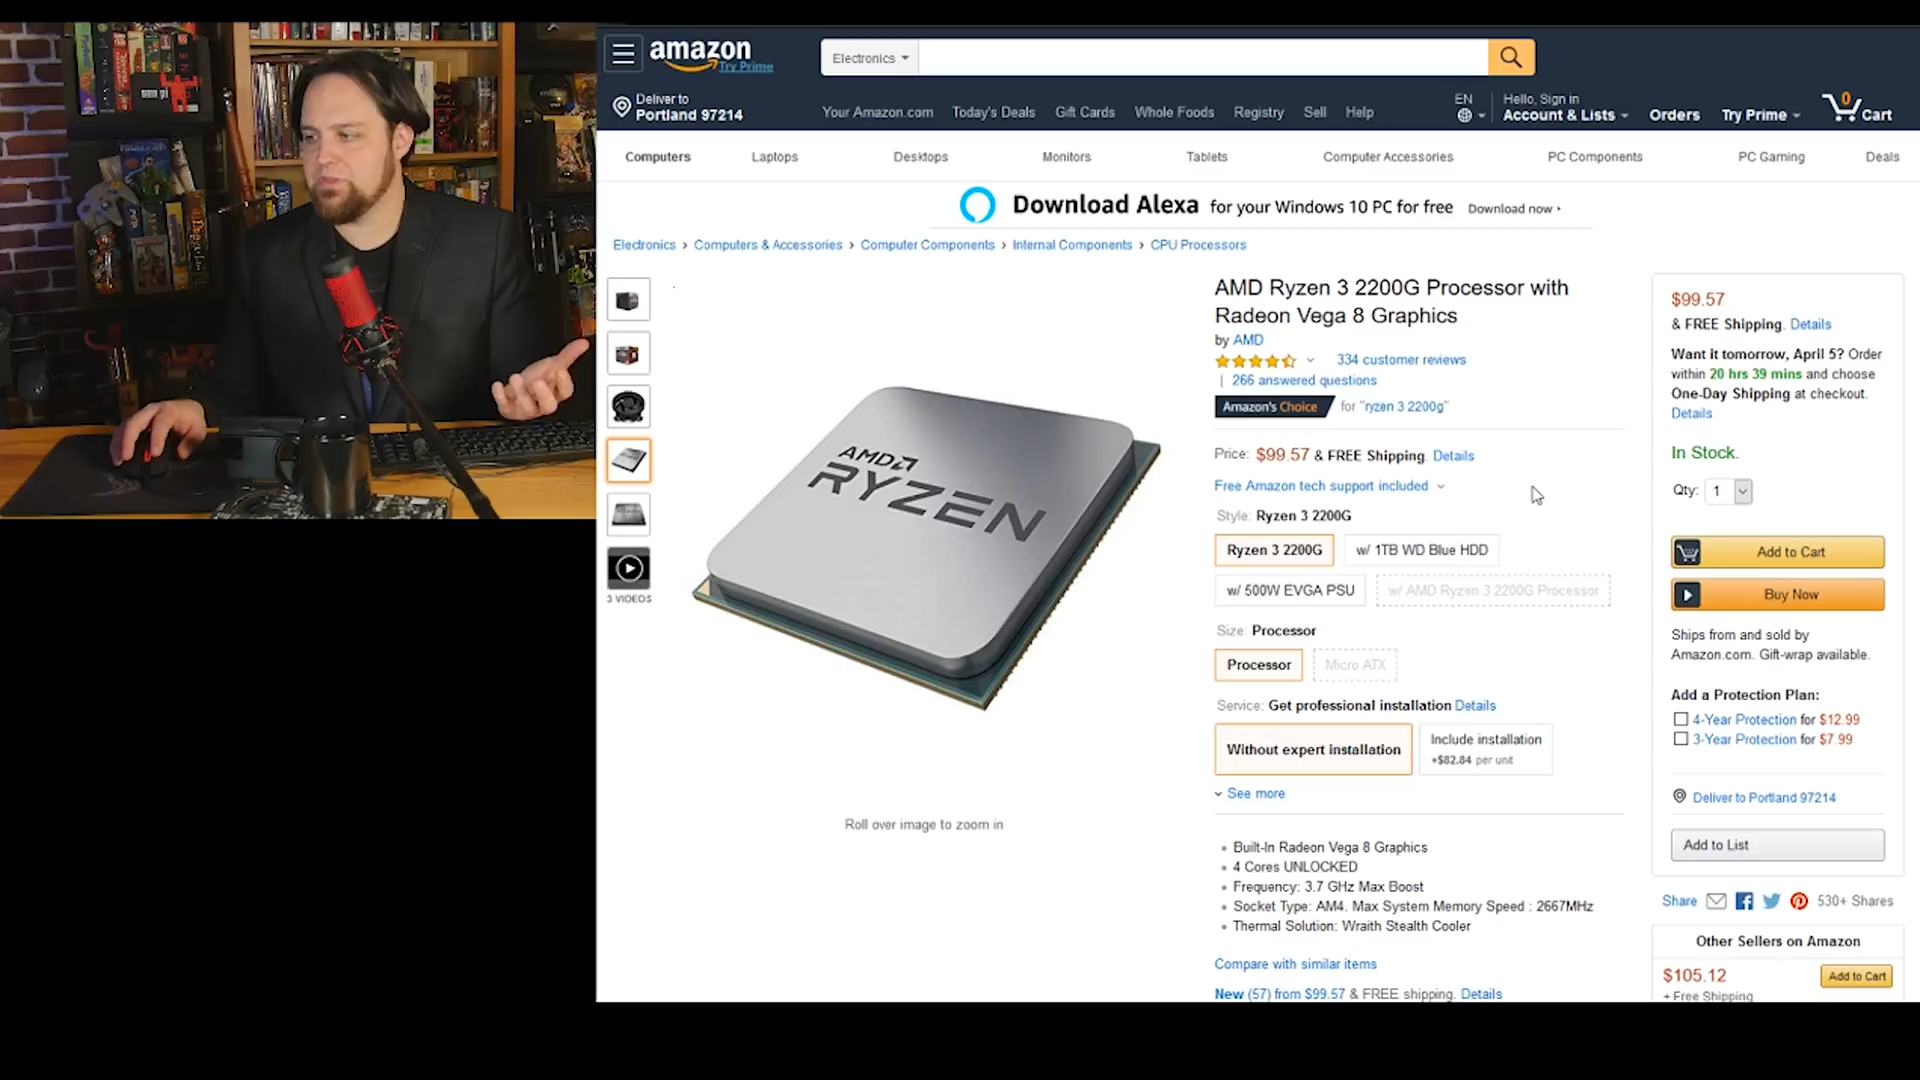 amazon
Try Prime
Electronics
Deliver to
Portland 97214
Your Amazon.com
Today's Deals
Gift Cards
Whole Foods
Registry
Sell
Help
EN
Hello, Sign in
Account & Lists
Orders
Try Prime
0
Cart
Computers
Laptops
Desktops
Monitors
Tablets
Computer Accessories
PC Components
PC Gaming
Deals
Download Alexa for your Windows 10 PC for free Download now ›
Electronics › Computers & Accessories › Computer Components › Internal Components › CPU Processors
3 VIDEOS
AMD
RYZEN
Roll over image to zoom in
AMD Ryzen 3 2200G Processor with
Radeon Vega 8 Graphics
by AMD
334 customer reviews
| 266 answered questions
Amazon's Choice for "ryzen 3 2200g"
Price: $99.57 & FREE Shipping. Details
Free Amazon tech support included
Style: Ryzen 3 2200G
Ryzen 3 2200G
w/ 1TB WD Blue HDD
w/ 500W EVGA PSU
w/ AMD Ryzen 3 2200G Processor
Size: Processor
Processor
Micro ATX
Service: Get professional installation Details
Without expert installation
Include installation
+$82.84 per unit
See more
• Built-In Radeon Vega 8 Graphics
• 4 Cores UNLOCKED
• Frequency: 3.7 GHz Max Boost
• Socket Type: AM4. Max System Memory Speed : 2667MHz
• Thermal Solution: Wraith Stealth Cooler
Compare with similar items
New (57) from $99.57 & FREE shipping. Details
$99.57
& FREE Shipping. Details
Want it tomorrow, April 5? Order
within 20 hrs 39 mins and choose
One-Day Shipping at checkout.
Details
In Stock.
Qty: 1
Add to Cart
Buy Now
Ships from and sold by
Amazon.com. Gift-wrap available.
Add a Protection Plan:
4-Year Protection for $12.99
3-Year Protection for $7.99
Deliver to Portland 97214
Add to List
Share
530+ Shares
Other Sellers on Amazon
$105.12
Add to Cart
+ Free Shipping